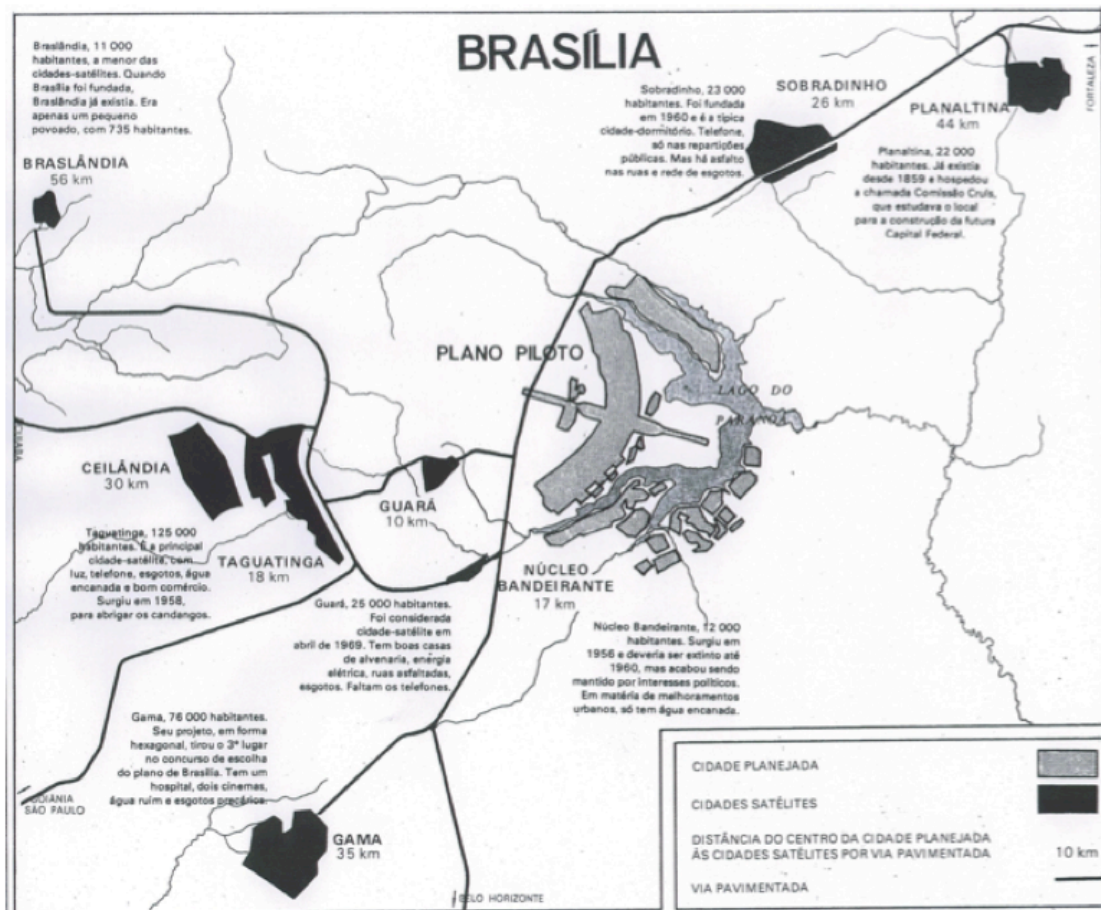 BRASÍLIA
Braslândia, 11 000
habitantes, a menor das
cidades-satélites. Quando
Brasília foi fundada,
Braslândia já existia. Era
apenas um pequeno
povoado, com 735 habitantes.
BRASLÂNDIA
56 km
Sobradinho, 23 000
habitantes. Foi fundada
em 1960 e é a típica
cidade-dormitório. Telefone,
só nas repartições
públicas. Mas há asfalto
nas ruas e rede de esgotos.
SOBRADINHO
26 km
PLANALTINA
44 km
FORTALEZA
Planaltina, 22 000
habitantes. Já existia
desde 1859 e hospedou
a chamada Comissão Cruls,
que estudava o local
para a construção da futura
Capital Federal.
PLANO PILOTO
LAGO DO
PARANOÁ
CEILÂNDIA
30 km
GUARÁ
10 km
TAGUATINGA
18 km
Taguatinga, 125 000
habitantes. É a principal
cidade-satélite, com
luz, telefone, esgotos, água
encanada e bom comércio.
Surgiu em 1958,
para abrigar os candangos.
NÚCLEO
BANDEIRANTE
17 km
Guará, 25 000 habitantes.
Foi considerada
cidade-satélite em
abril de 1969. Tem boas casas
de alvenaria, energia
elétrica, ruas asfaltadas,
esgotos. Faltam os telefones.
Núcleo Bandeirante, 12 000
habitantes. Surgiu em
1956 e deveria ser extinto até
1960, mas acabou sendo
mantido por interesses políticos.
Em matéria de melhoramentos
urbanos, só tem água encanada.
Gama, 76 000 habitantes.
Seu projeto, em forma
hexagonal, tirou o 3º lugar
no concurso de escolha
do plano de Brasília. Tem um
hospital, dois cinemas,
água ruim e esgotos precários.
GOIÂNIA
SÃO PAULO
GAMA
35 km
BELO HORIZONTE
CIDADE PLANEJADA
CIDADES SATÉLITES
DISTÂNCIA DO CENTRO DA CIDADE PLANEJADA
ÀS CIDADES SATÉLITES POR VIA PAVIMENTADA 10 km
VIA PAVIMENTADA